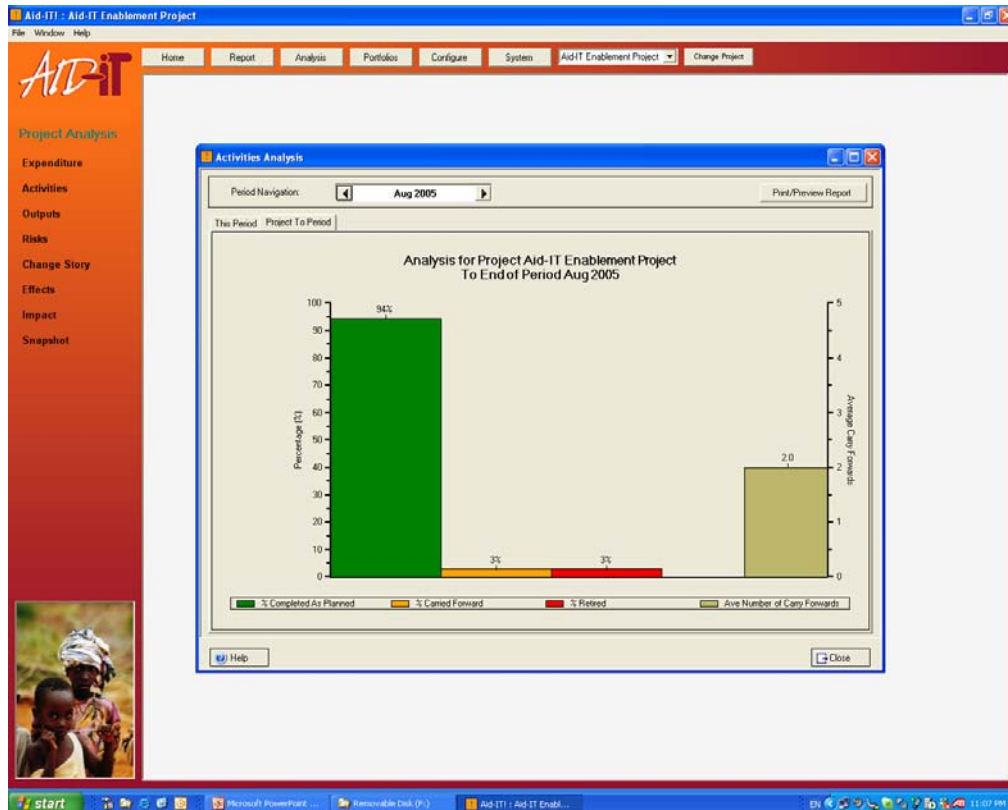 Aid-IT! : Aid-IT Enablement Project
File Window Help
AID-iT
Home Report Analysis Portfolios Configure System Aid-IT Enablement Project Change Project
Project Analysis
Expenditure
Activities
Outputs
Risks
Change Story
Effects
Impact
Snapshot
Activities Analysis
Period Navigation: Aug 2005 Print/Preview Report
This Period Project To Period
Analysis for Project Aid-IT Enablement Project
To End of Period Aug 2005
Percentage (%)
100
90
80
70
60
50
40
30
20
10
0
94%
3%
3%
2.0
5
4
3
2
1
0
Average Carry Forwards
% Completed As Planned % Carried Forward % Retired Ave Number of Carry Forwards
Help Close
start Microsoft PowerPoint ... Removable Disk (F:) Aid-IT! : Aid-IT Enabl... EN 11:00 PM